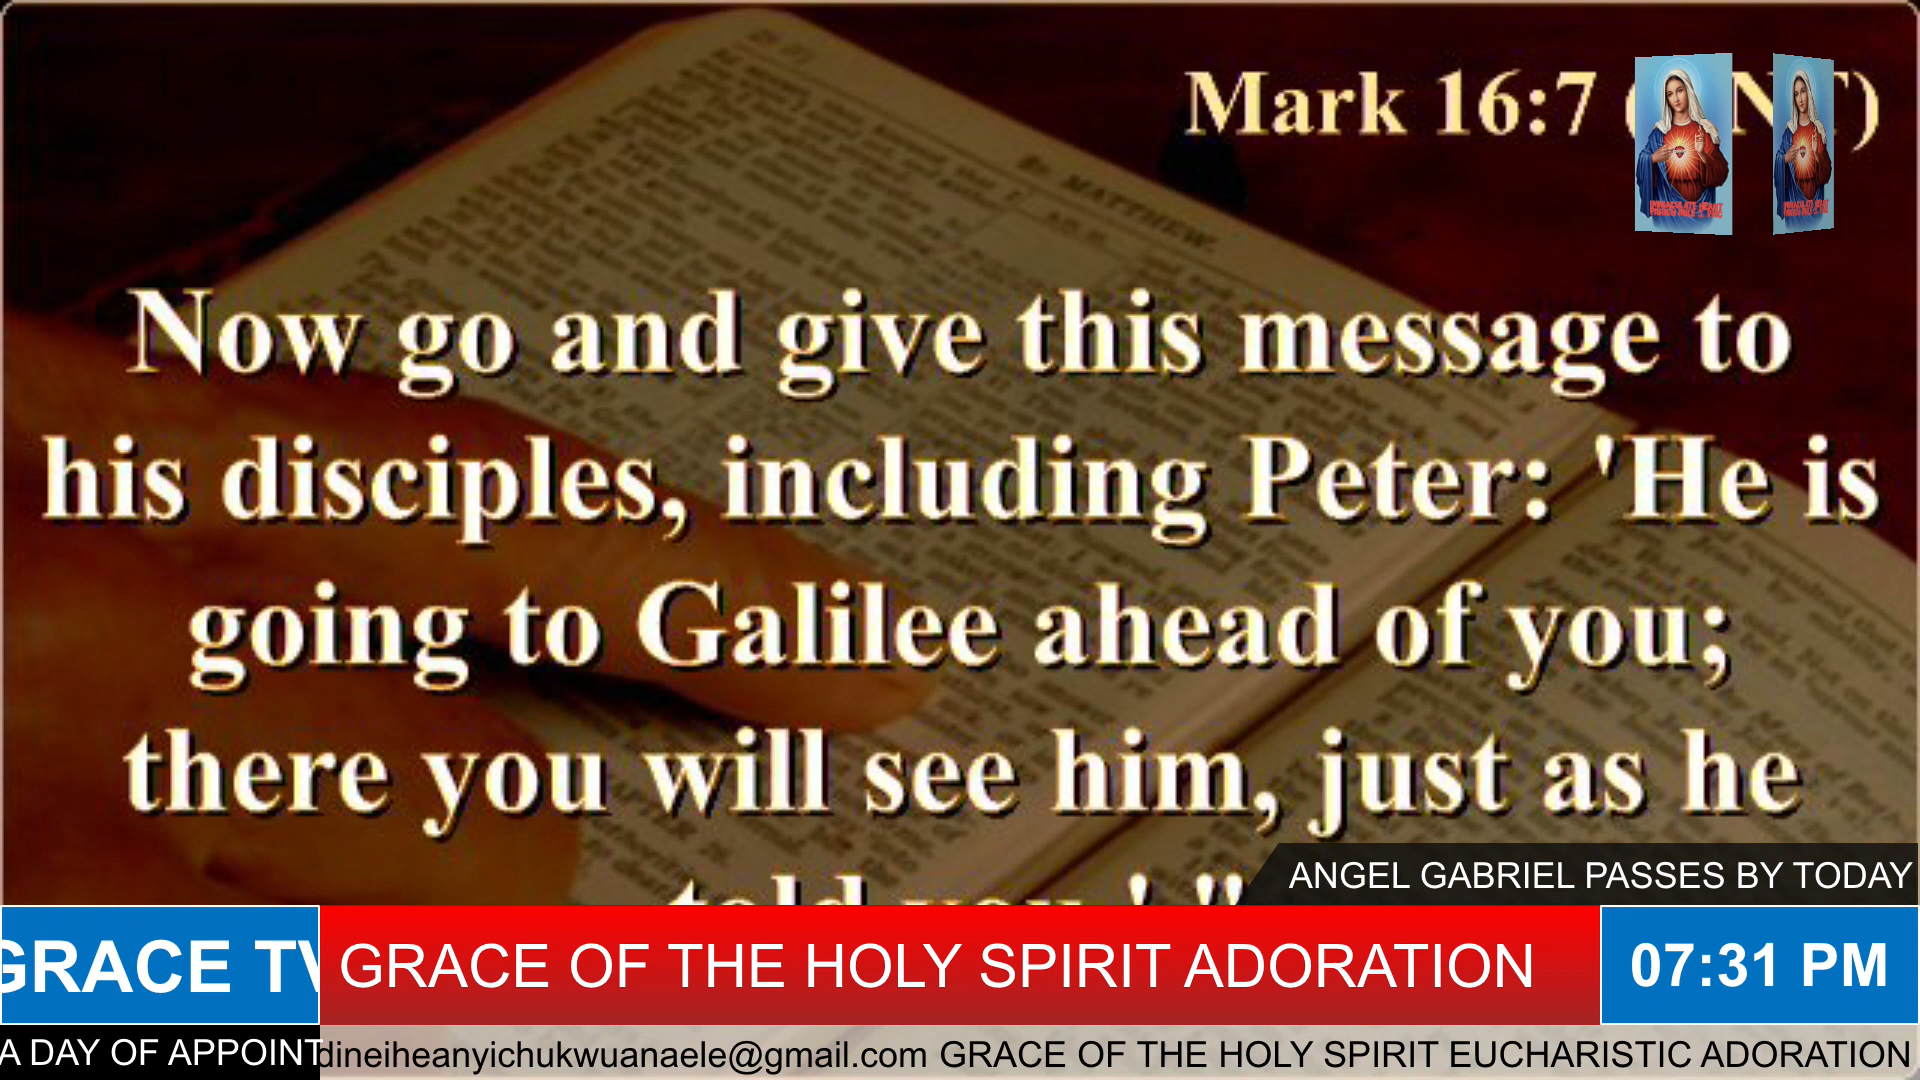 Mark 16:7 ( N T)
Now go and give this message to
his disciples, including Peter: 'He is
going to Galilee ahead of you;
there you will see him, just as he
told you.' "
ANGEL GABRIEL PASSES BY TODAY
GRACE TV
GRACE OF THE HOLY SPIRIT ADORATION
07:31 PM
A DAY OF APPOINT
dineiheanyichukwuanaele@gmail.com GRACE OF THE HOLY SPIRIT EUCHARISTIC ADORATION